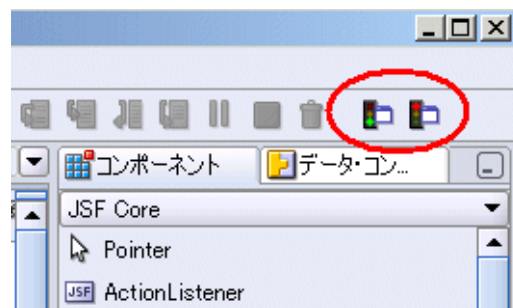 コンポーネント
データ・コン...
JSF Core
Pointer
JSF ActionListener